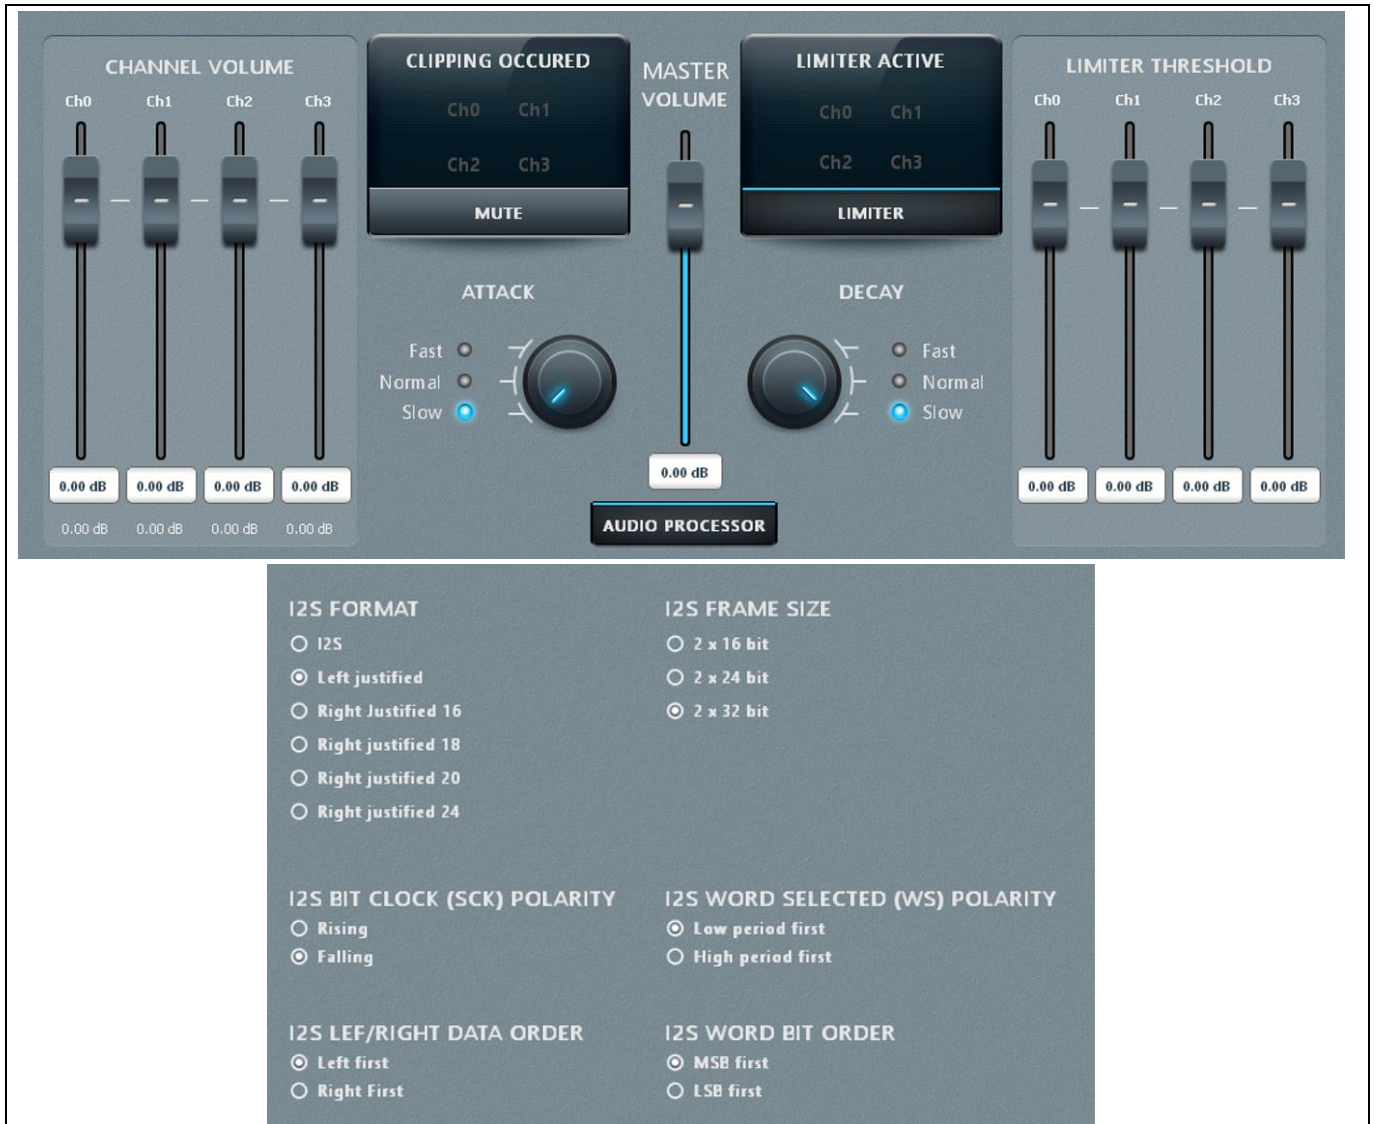 CHANNEL VOLUME
Ch0 Ch1 Ch2 Ch3
0.00 dB 0.00 dB 0.00 dB 0.00 dB
0.00 dB 0.00 dB 0.00 dB 0.00 dB
CLIPPING OCCURED
Ch0 Ch1
Ch2 Ch3
MUTE
ATTACK
Fast
Normal
Slow
MASTER
VOLUME
0.00 dB
AUDIO PROCESSOR
LIMITER ACTIVE
Ch0 Ch1
Ch2 Ch3
LIMITER
DECAY
Fast
Normal
Slow
LIMITER THRESHOLD
Ch0 Ch1 Ch2 Ch3
0.00 dB 0.00 dB 0.00 dB 0.00 dB
I2S FORMAT
I2S
Left justified
Right Justified 16
Right justified 18
Right justified 20
Right justified 24
I2S FRAME SIZE
2 x 16 bit
2 x 24 bit
2 x 32 bit
I2S BIT CLOCK (SCK) POLARITY
Rising
Falling
I2S WORD SELECTED (WS) POLARITY
Low period first
High period first
I2S LEF/RIGHT DATA ORDER
Left first
Right First
I2S WORD BIT ORDER
MSB first
LSB first